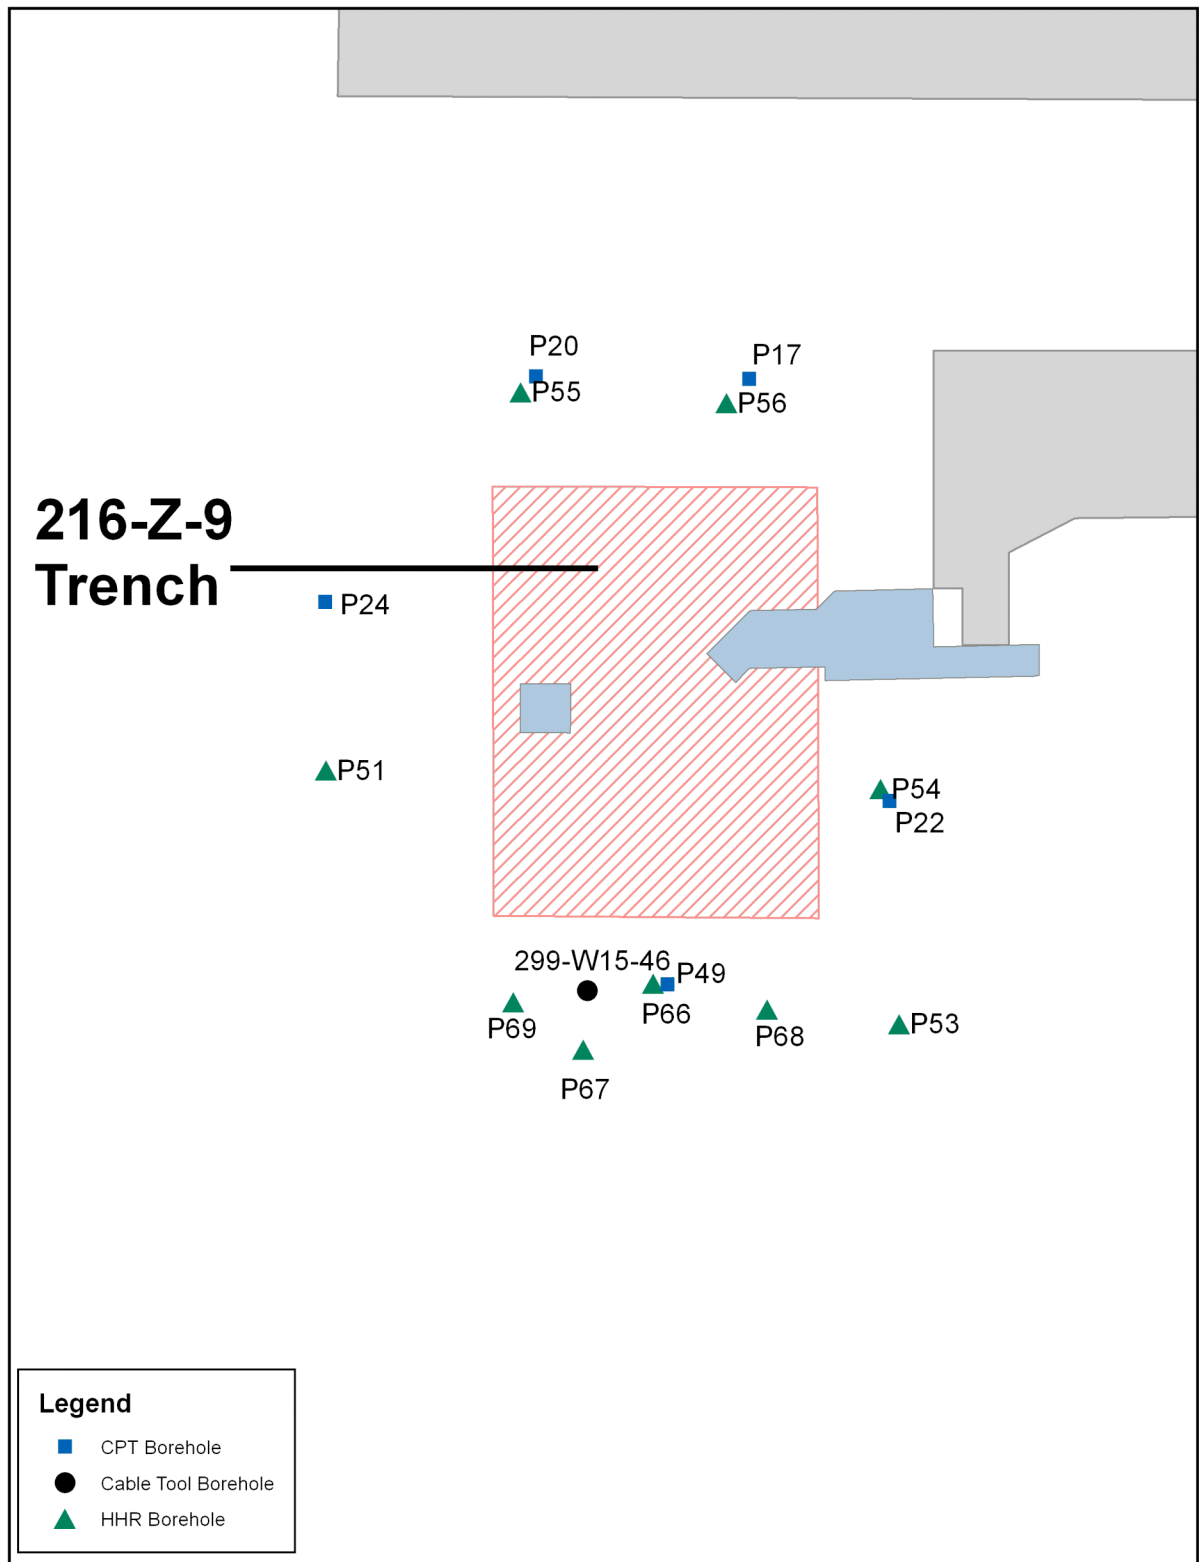 P20
P17
P55
P56
216-Z-9
Trench
P24
P51
P54
P22
299-W15-46
P49
P66
P69
P68
P53
P67
Legend
CPT Borehole
Cable Tool Borehole
HHR Borehole